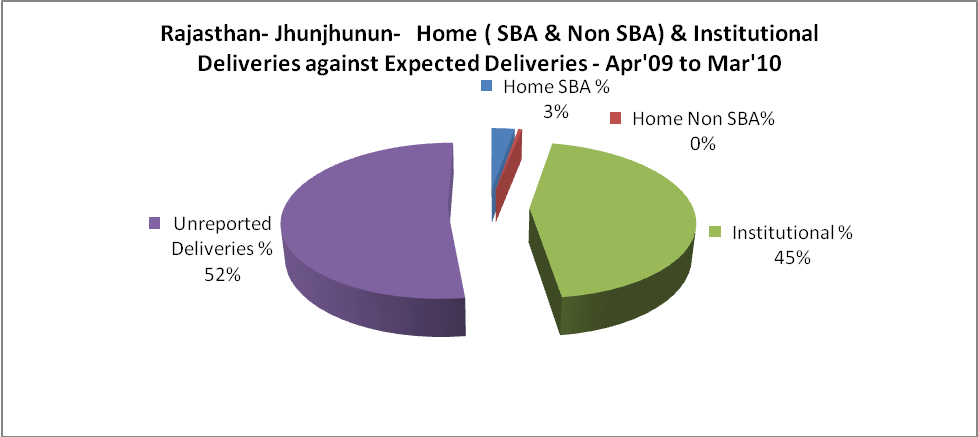 Rajasthan- Jhunjhunun- Home ( SBA & Non SBA) & Institutional
Deliveries against Expected Deliveries - Apr'09 to Mar'10
Home SBA %
3%
Home Non SBA%
0%
Institutional %
45%
Unreported
Deliveries %
52%